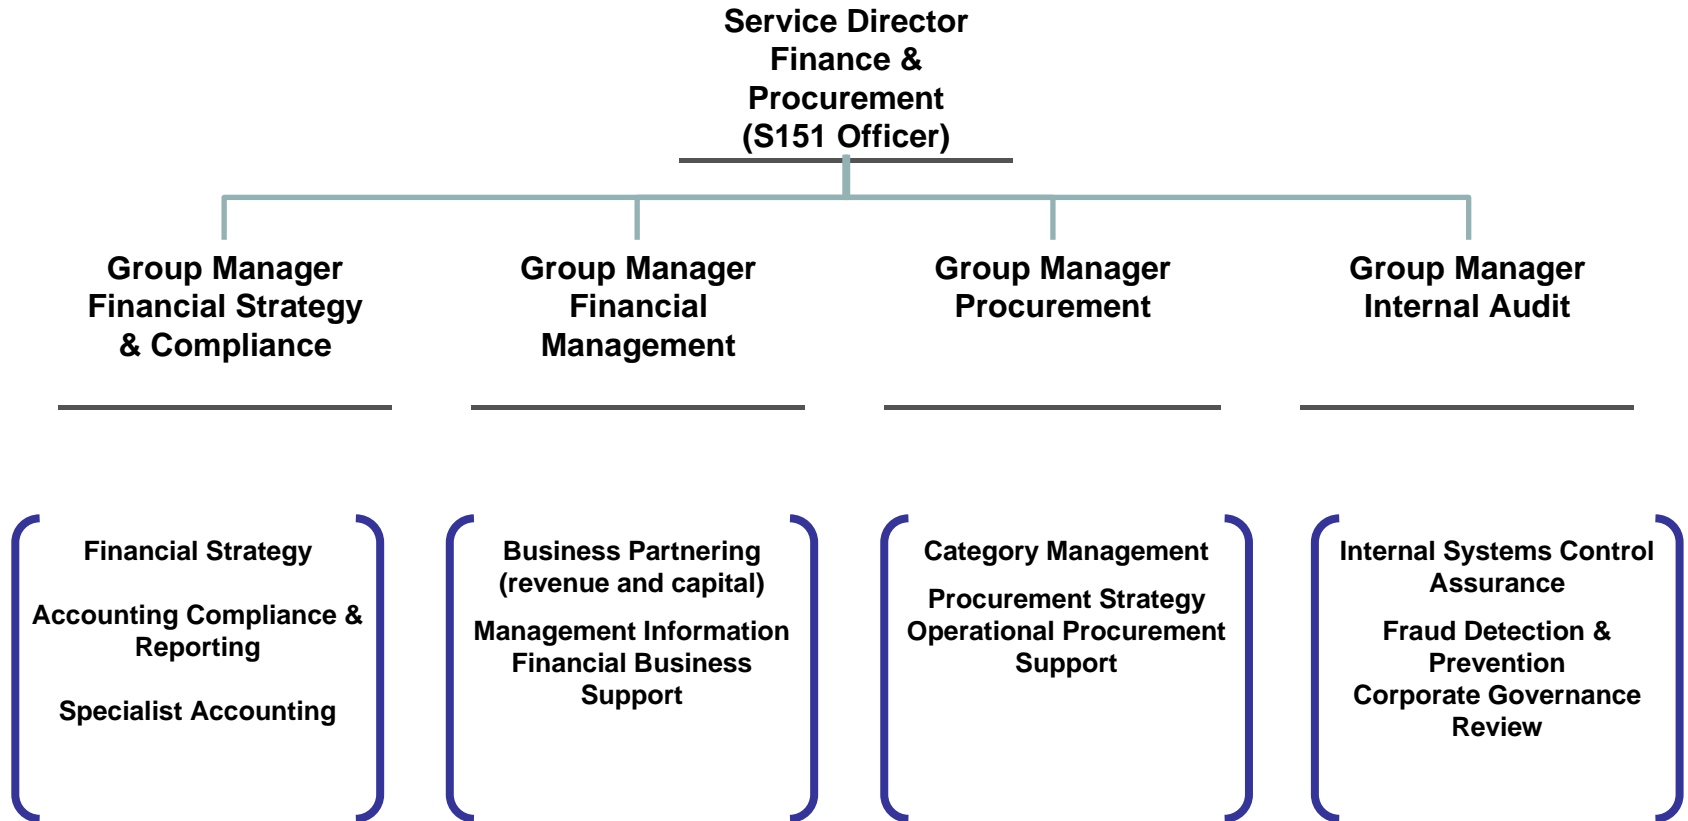 Service Director
Finance &
Procurement
(S151 Officer)
Group Manager
Financial Strategy
& Compliance
Group Manager
Financial
Management
Group Manager
Procurement
Group Manager
Internal Audit
Financial Strategy
Accounting Compliance &
Reporting
Specialist Accounting
Business Partnering
(revenue and capital)
Management Information
Financial Business
Support
Category Management
Procurement Strategy
Operational Procurement
Support
Internal Systems Control
Assurance
Fraud Detection &
Prevention
Corporate Governance
Review